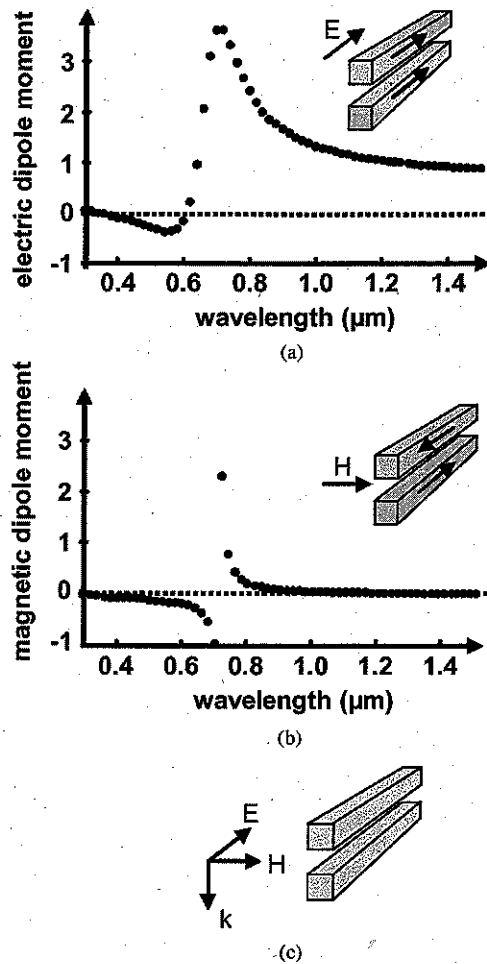 electric dipole moment
3
2
1
0
-1
E
0.4 0.6 0.8 1.0 1.2 1.4
wavelength (µm)
(a)
magnetic dipole moment
3
2
1
0
-1
H
0.4 0.6 0.8 1.0 1.2 1.4
wavelength (µm)
(b)
E
H
k
(c)